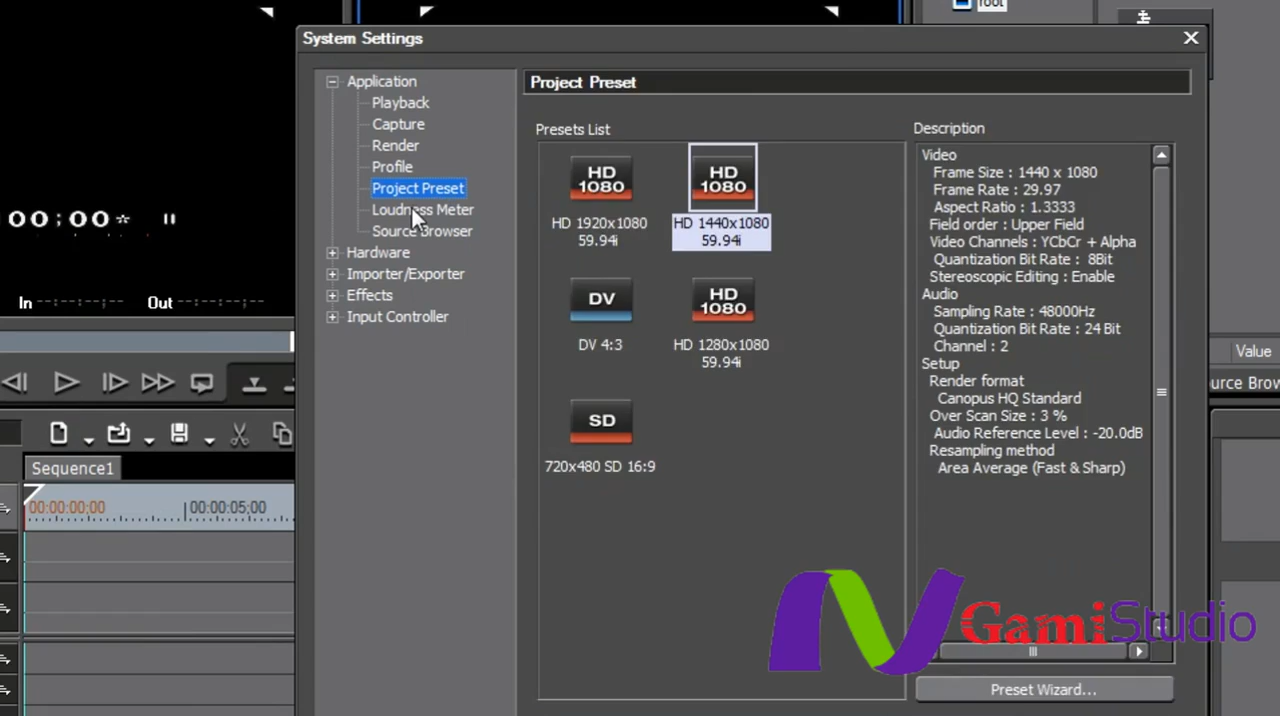 root
System Settings
Application
Playback
Capture
Render
Profile
Project Preset
Loudness Meter
Source Browser
Hardware
Importer/Exporter
Effects
Input Controller
Project Preset
Presets List
HD
1080
HD 1920x1080
59.94i
HD
1080
HD 1440x1080
59.94i
DV
DV 4:3
HD
1080
HD 1280x1080
59.94i
SD
720x480 SD 16:9
Description
Video
Frame Size : 1440 x 1080
Frame Rate : 29.97
Aspect Ratio : 1.3333
Field order : Upper Field
Video Channels : YCbCr + Alpha
Quantization Bit Rate : 8Bit
Stereoscopic Editing : Enable
Audio
Sampling Rate : 48000Hz
Quantization Bit Rate : 24 Bit
Channel : 2
Setup
Render format
Canopus HQ Standard
Over Scan Size : 3 %
Audio Reference Level : -20.0dB
Resampling method
Area Average (Fast & Sharp)
Preset Wizard...
00;00
In --:--:--:-- Out --:--:--:--
Sequence1
00:00:00;00 00:00:05;00
Value
GamiStudio